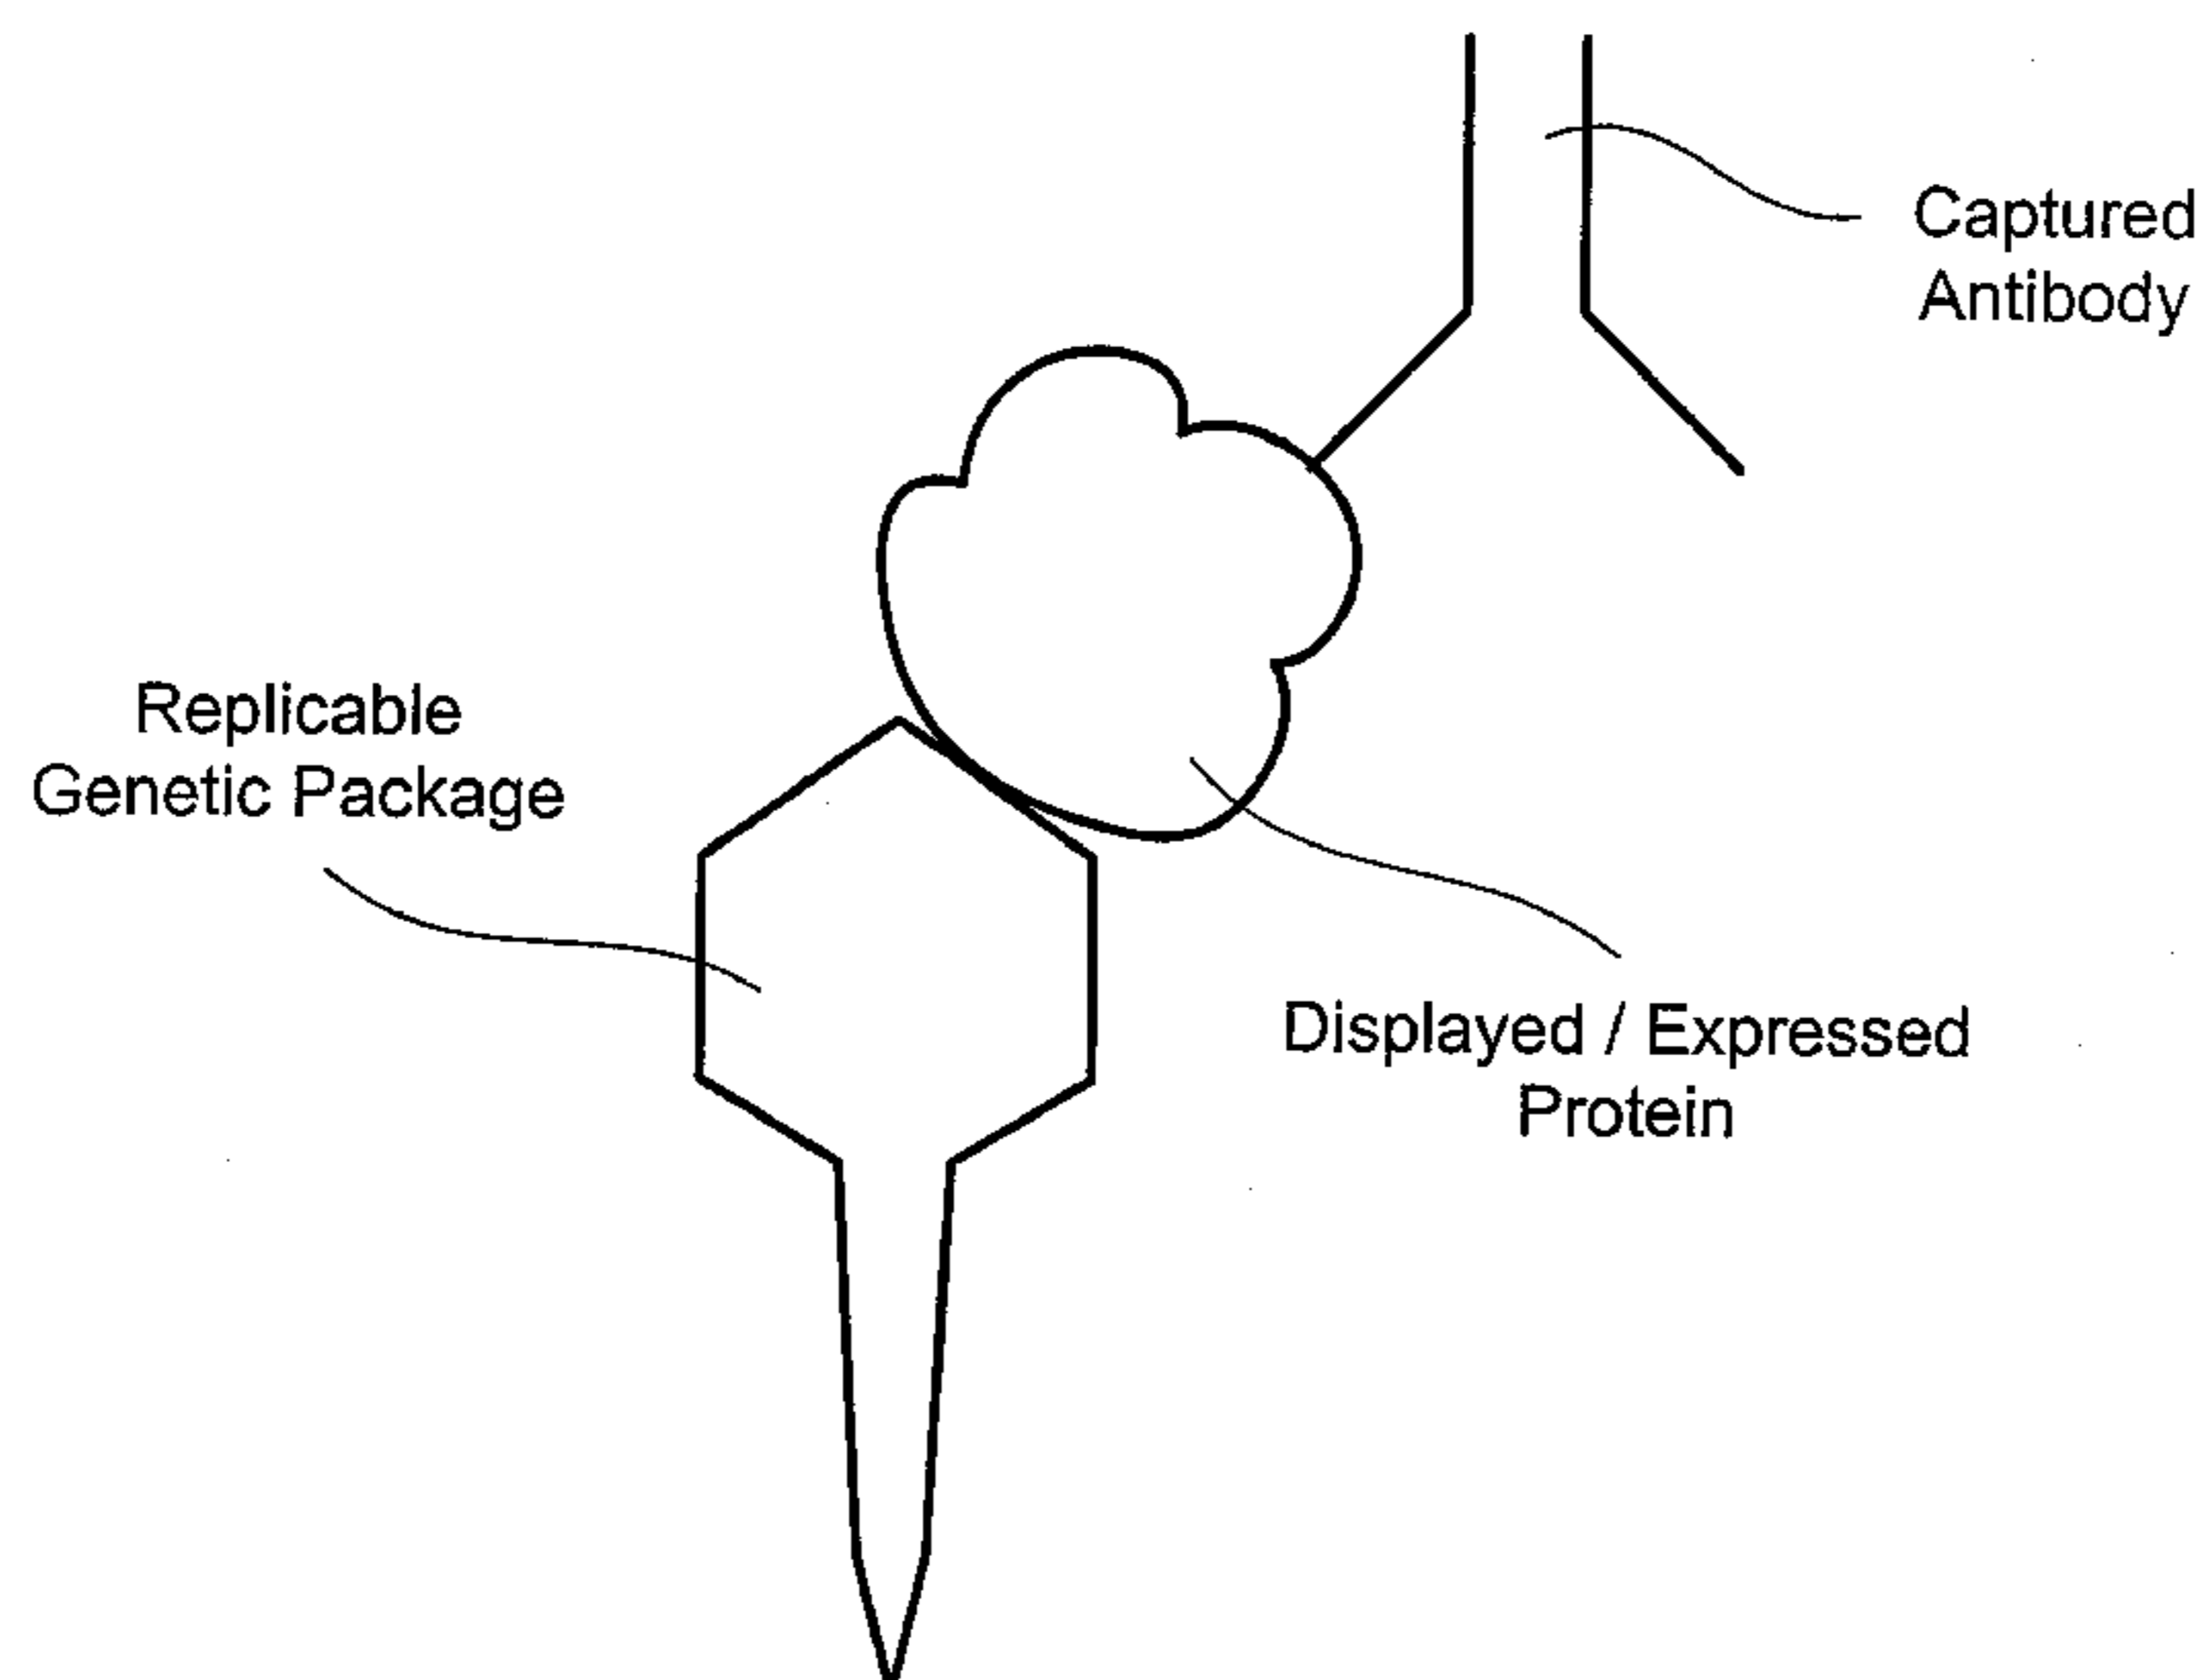 Captured
Antibody
Replicable
Genetic Package
Displayed / Expressed
Protein